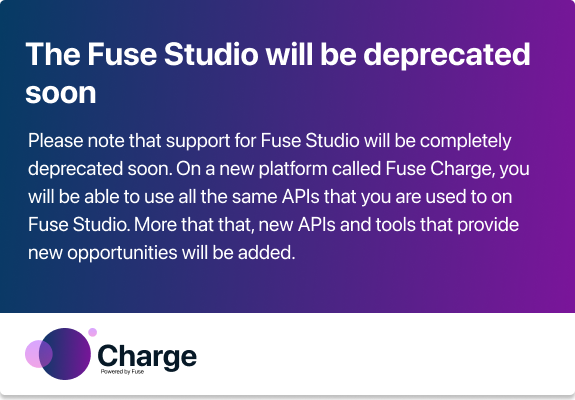 The Fuse Studio will be deprecated
soon
Please note that support for Fuse Studio will be completely
deprecated soon. On a new platform called Fuse Charge, you
will be able to use all the same APIs that you are used to on
Fuse Studio. More that that, new APIs and tools that provide
new opportunities will be added.
Charge
Powered by Fuse